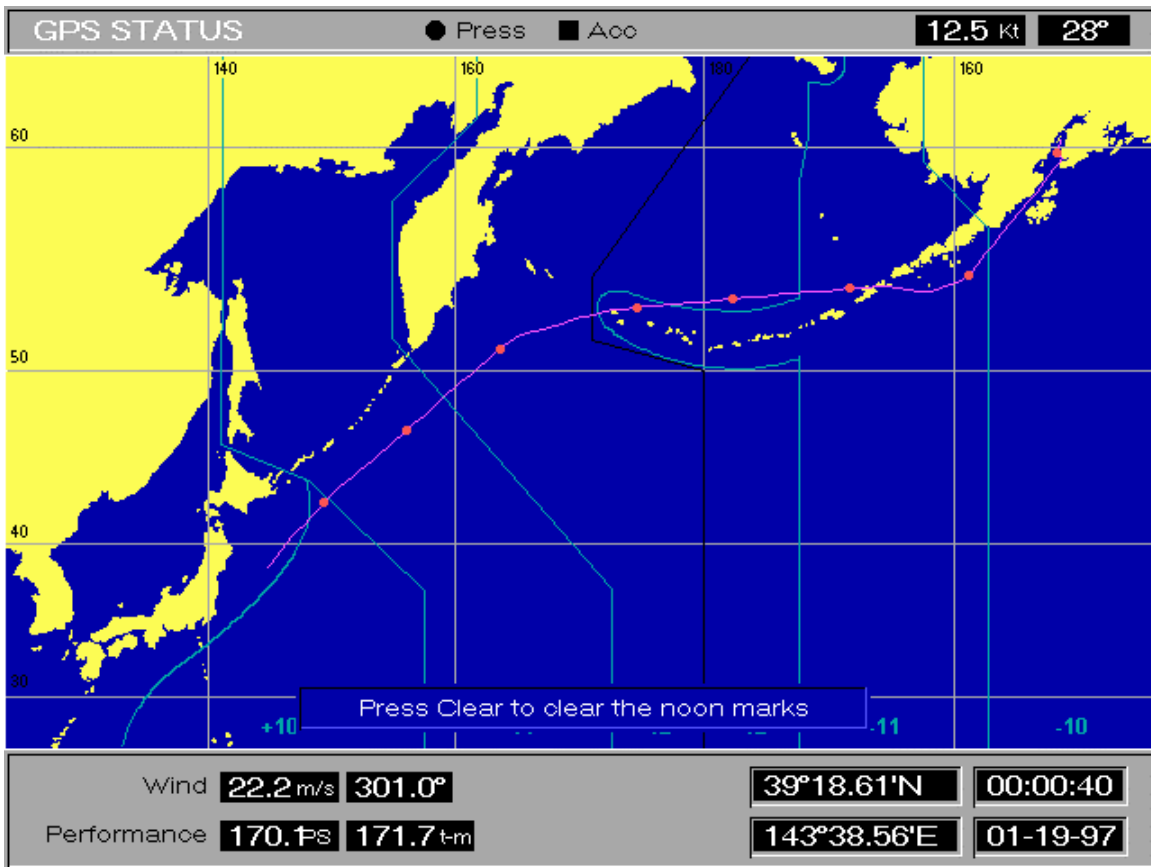 GPS STATUS ● Press ■ Acc 12.5 Kt 28°
140 160 180 160
60
50
40
30
Press Clear to clear the noon marks
+10 -11 -10
Wind 22.2 m/s 301.0° 39°18.61'N 00:00:40
Performance 170.1PS 171.7 t-m 143°38.56'E 01-19-97